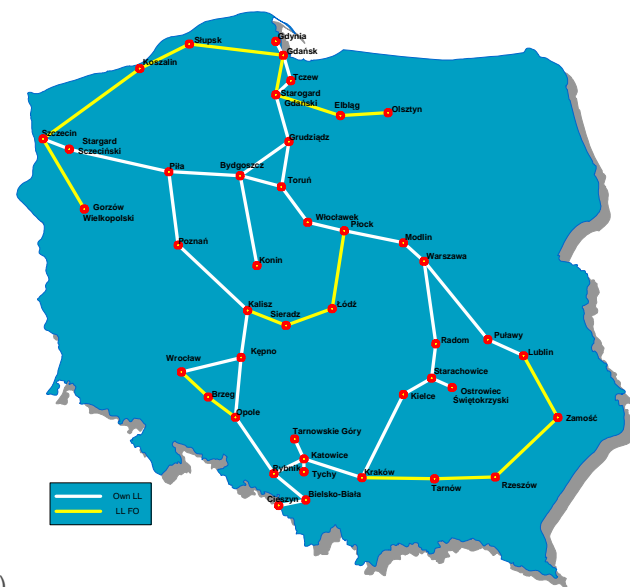 Gdynia
Słupsk
Gdańsk
Koszalin
Tczew
Starogard
Gdański
Elbląg
Olsztyn
Szczecin
Stargard
Sczeciński
Grudziądz
Piła
Bydgoszcz
Toruń
Gorzów
Wielkopolski
Włocławek
Płock
Modlin
Poznań
Warszawa
Konin
Kalisz
Sieradz
Łódź
Puławy
Radom
Lublin
Kępno
Wrocław
Starachowice
Brzeg
Kielce
Ostrowiec
Świętokrzyski
Opole
Zamość
Tarnowskie Góry
Katowice
Rybnik
Tychy
Kraków
Tarnów
Rzeszów
Cieszyn
Bielsko-Biała
Own LL
LL FO
)